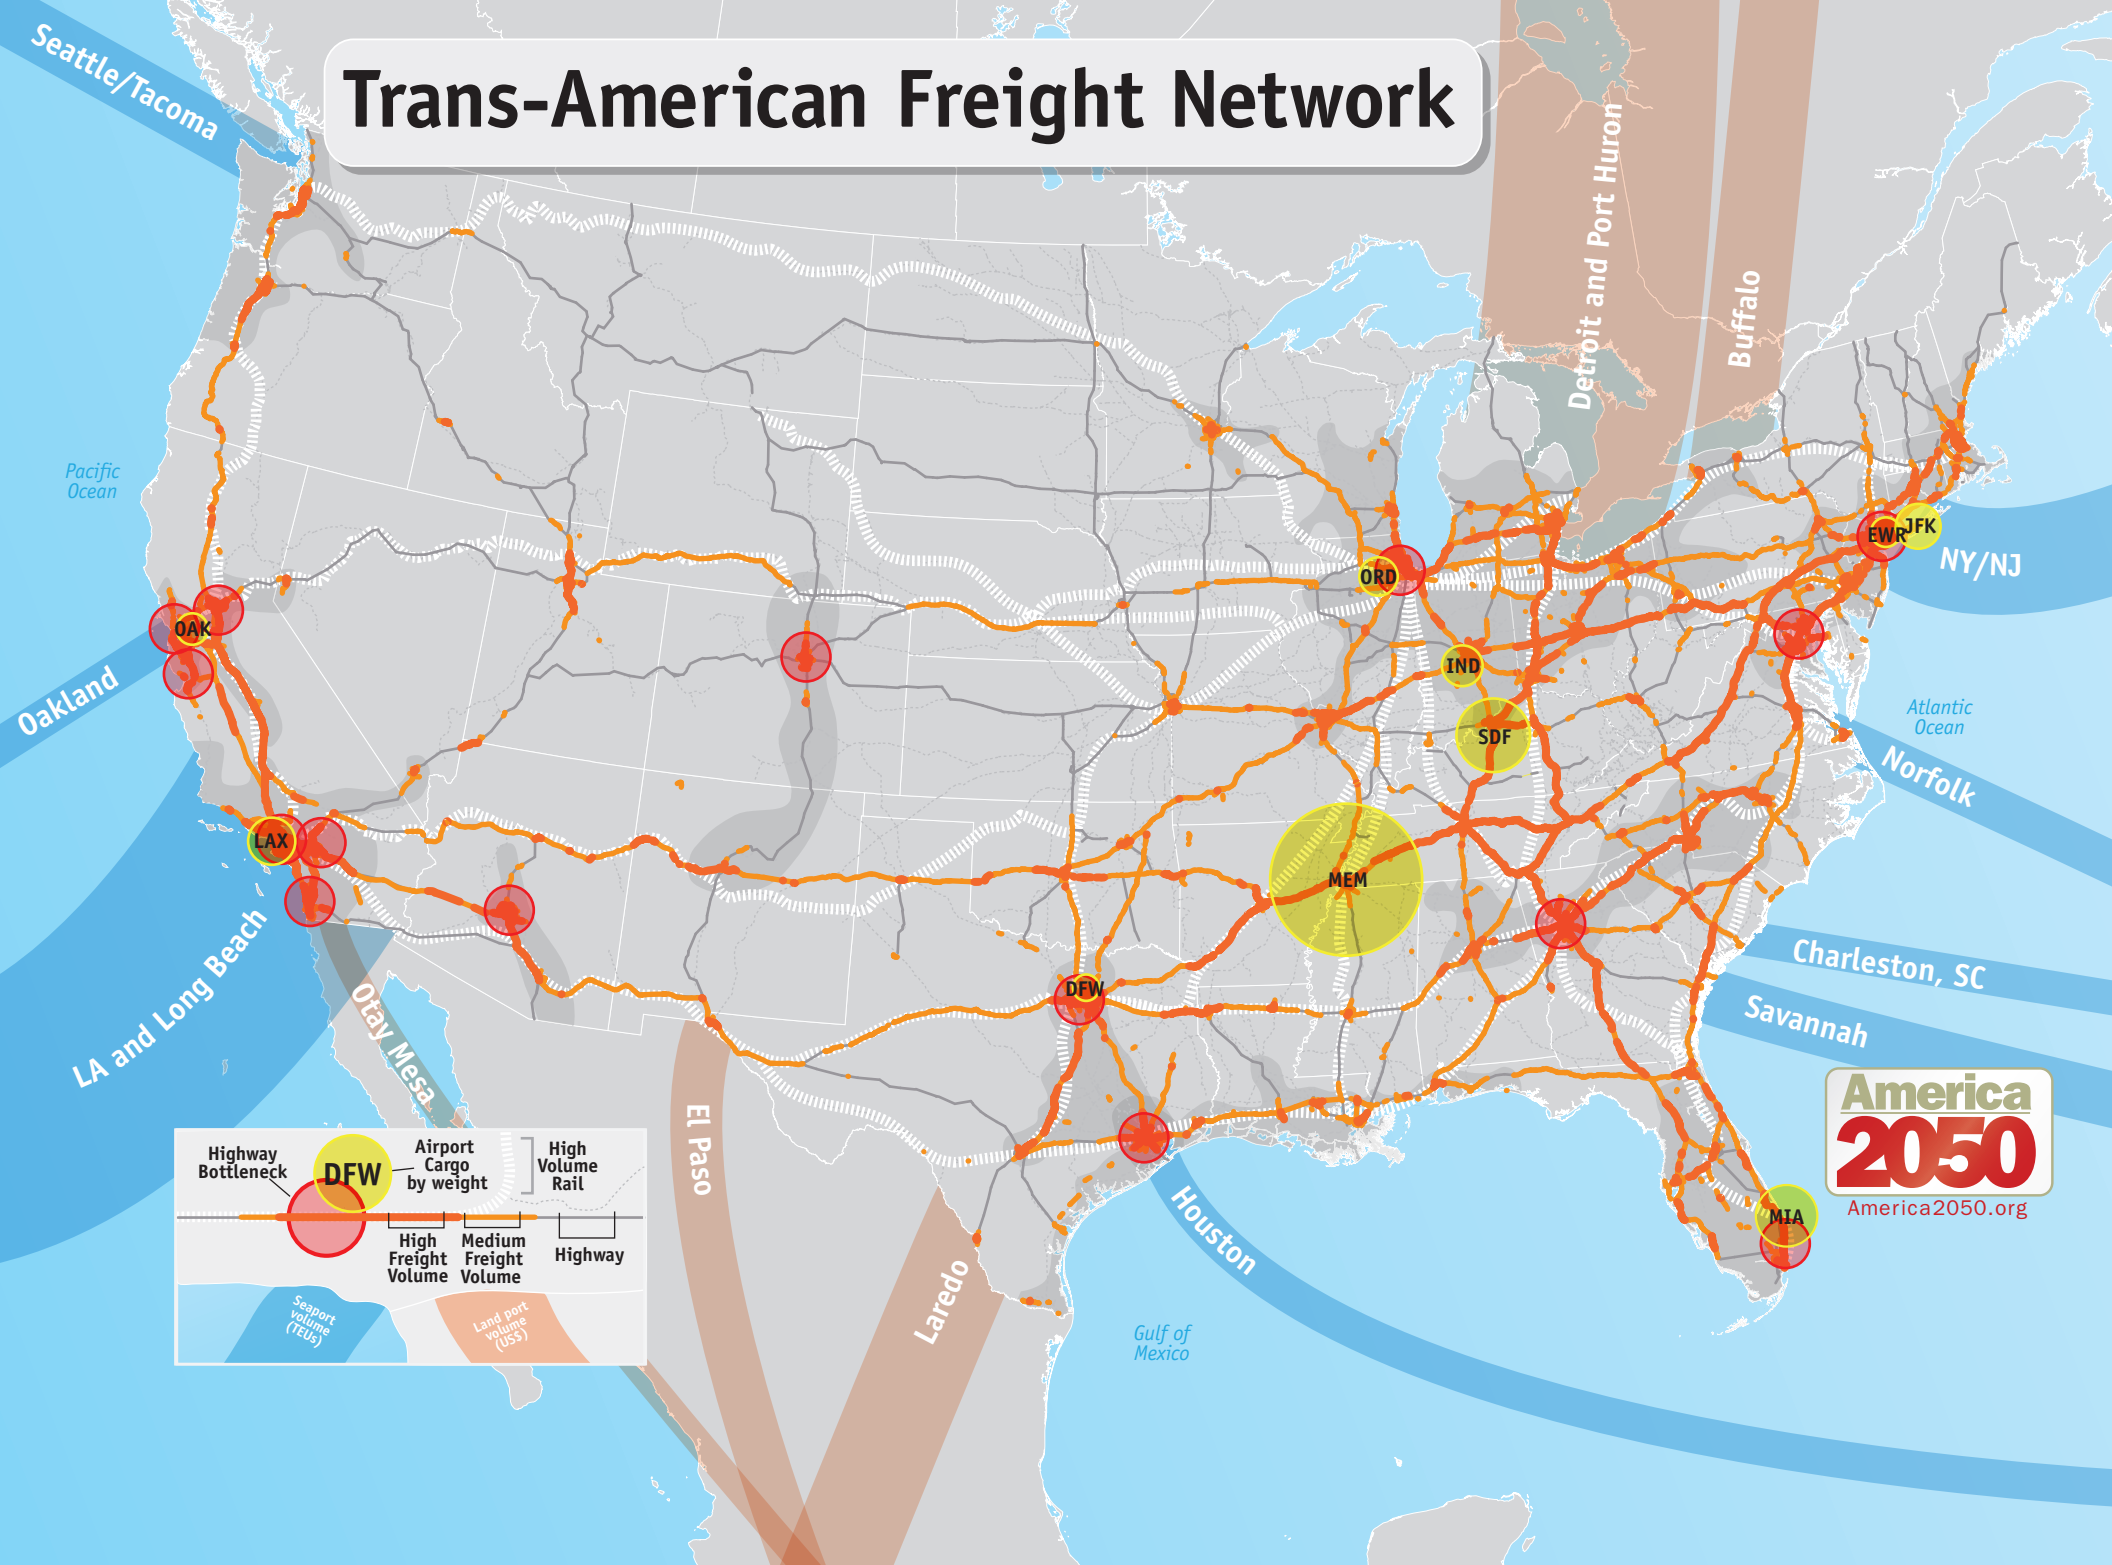 Trans-American Freight Network
Seattle/Tacoma
Detroit and Port Huron
Buffalo
Pacific
Ocean
EWR
JFK
NY/NJ
ORD
OAK
IND
Oakland
SDF
Atlantic
Ocean
Norfolk
LAX
MEM
LA and Long Beach
Otay Mesa
DFW
Charleston, SC
Savannah
El Paso
Laredo
Houston
Gulf of
Mexico
MIA
America
2050
America2050.org
Highway
Bottleneck
DFW
Airport
Cargo
by weight
High
Volume
Rail
High
Freight
Volume
Medium
Freight
Volume
Highway
Seaport
volume
(TEUs)
Land port
volume
(US$)